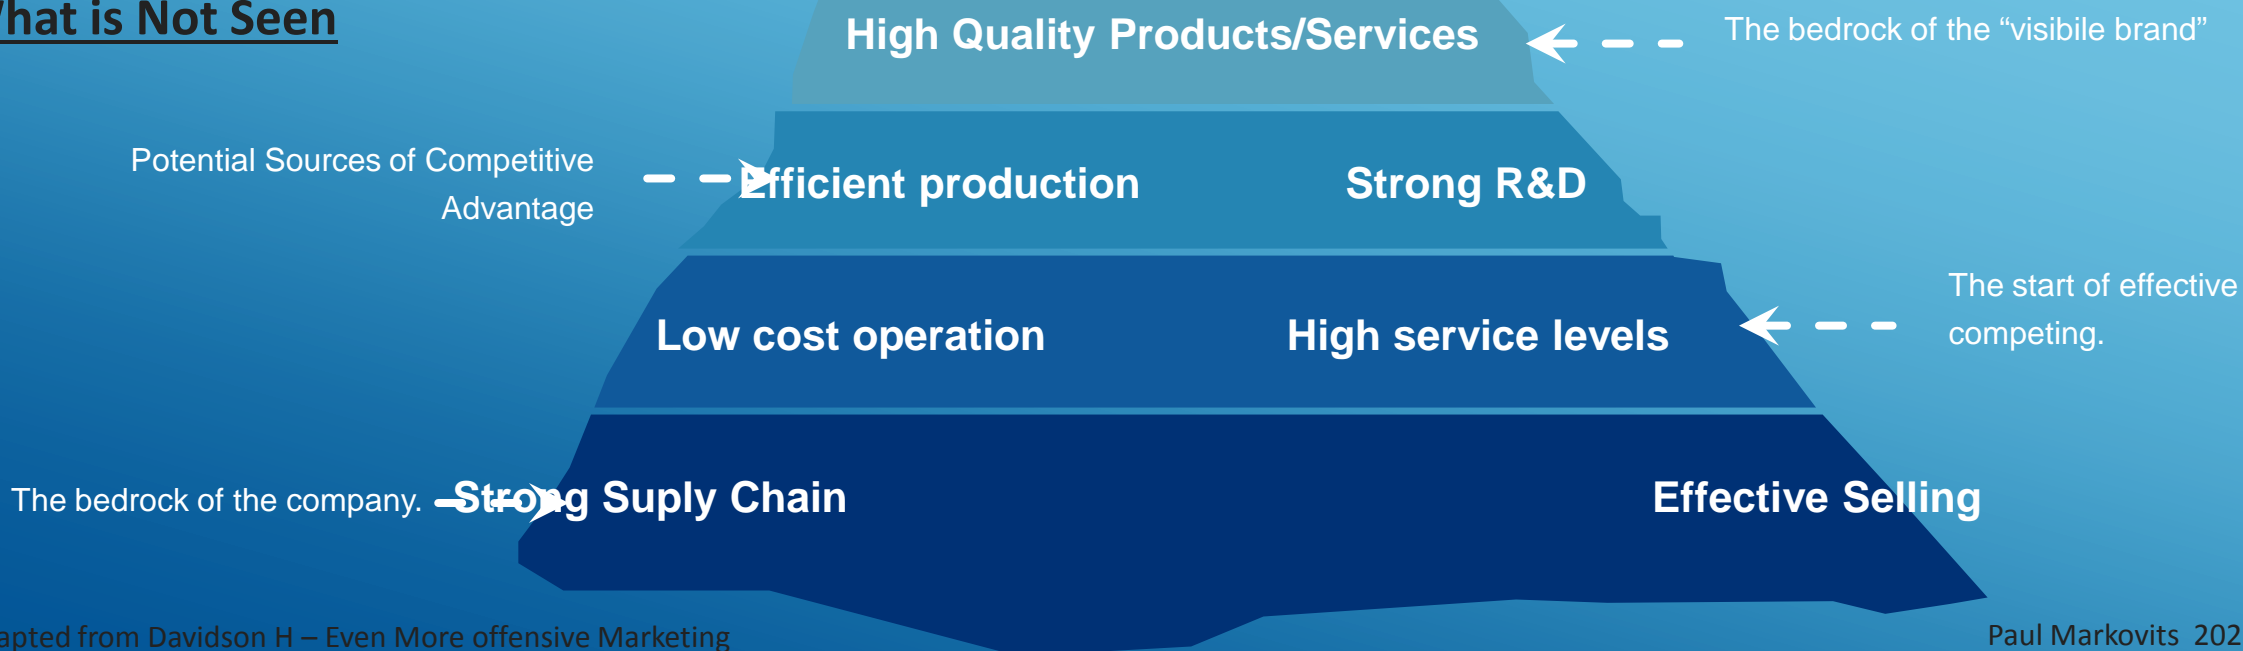 What is Not Seen
High Quality Products/Services
The bedrock of the “visibile brand”
Potential Sources of Competitive
Advantage
Efficient production
Strong R&D
The start of effective
competing.
Low cost operation
High service levels
The bedrock of the company.
Strong Suply Chain
Effective Selling
apted from Davidson H – Even More offensive Marketing
Paul Markovits 202